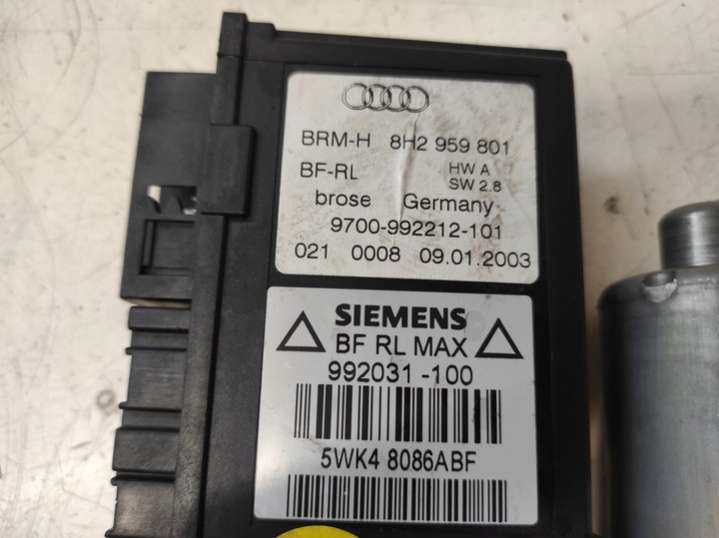 BRM-H 8H2 959 801
BF-RL HW A
SW 2.8
brose Germany
9700-992212-101
021 0008 09.01.2003
SIEMENS
BF RL MAX
992031-100
5WK4 8086ABF